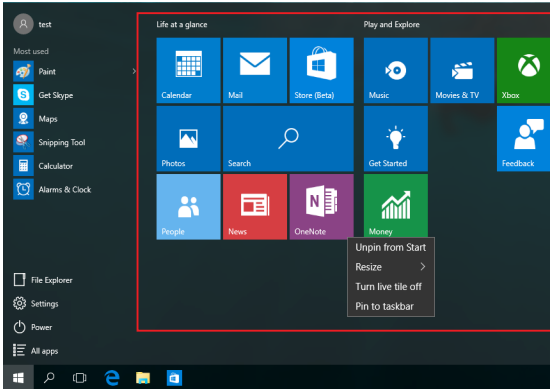 test
Most used
Paint
Get Skype
Maps
Snipping Tool
Calculator
Alarms & Clock
File Explorer
Settings
Power
All apps
Life at a glance
Calendar
Mail
Store (Beta)
Photos
Search
People
News
N
OneNote
Play and Explore
Music
Movies & TV
Xbox
Get Started
Feedback
Money
Unpin from Start
Resize
Turn live tile off
Pin to taskbar